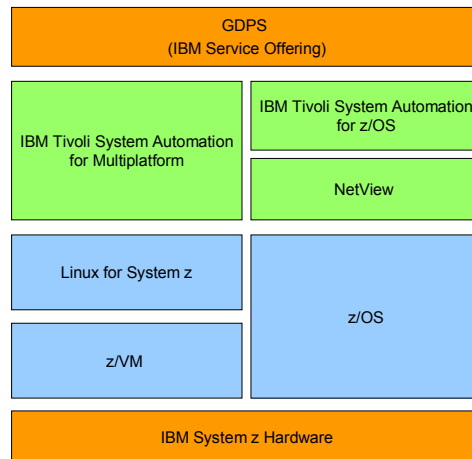 GDPS
(IBM Service Offering)
IBM Tivoli System Automation
for Multiplatform
IBM Tivoli System Automation
for z/OS
NetView
Linux for System z
z/OS
z/VM
IBM System z Hardware